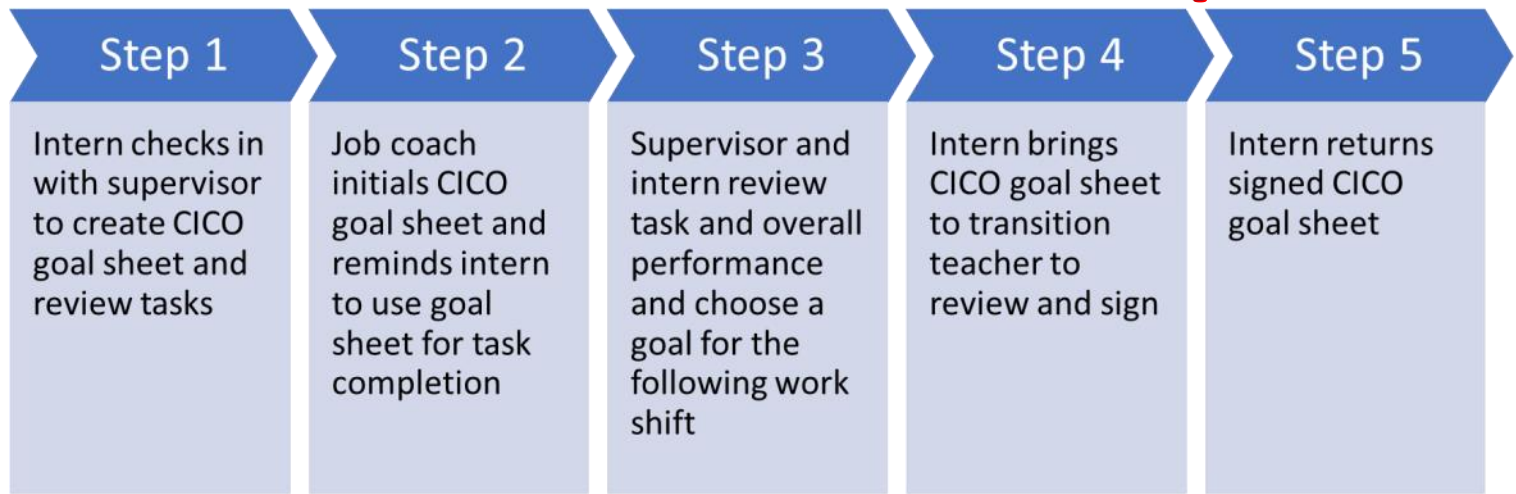 Step 1
Intern checks in
with supervisor
to create CICO
goal sheet and
review tasks
Step 2
Job coach
initials CICO
goal sheet and
reminds intern
to use goal
sheet for task
completion
Step 3
Supervisor and
intern review
task and overall
performance
and choose a
goal for the
following work
shift
Step 4
Intern brings
CICO goal sheet
to transition
teacher to
review and sign
Step 5
Intern returns
signed CICO
goal sheet